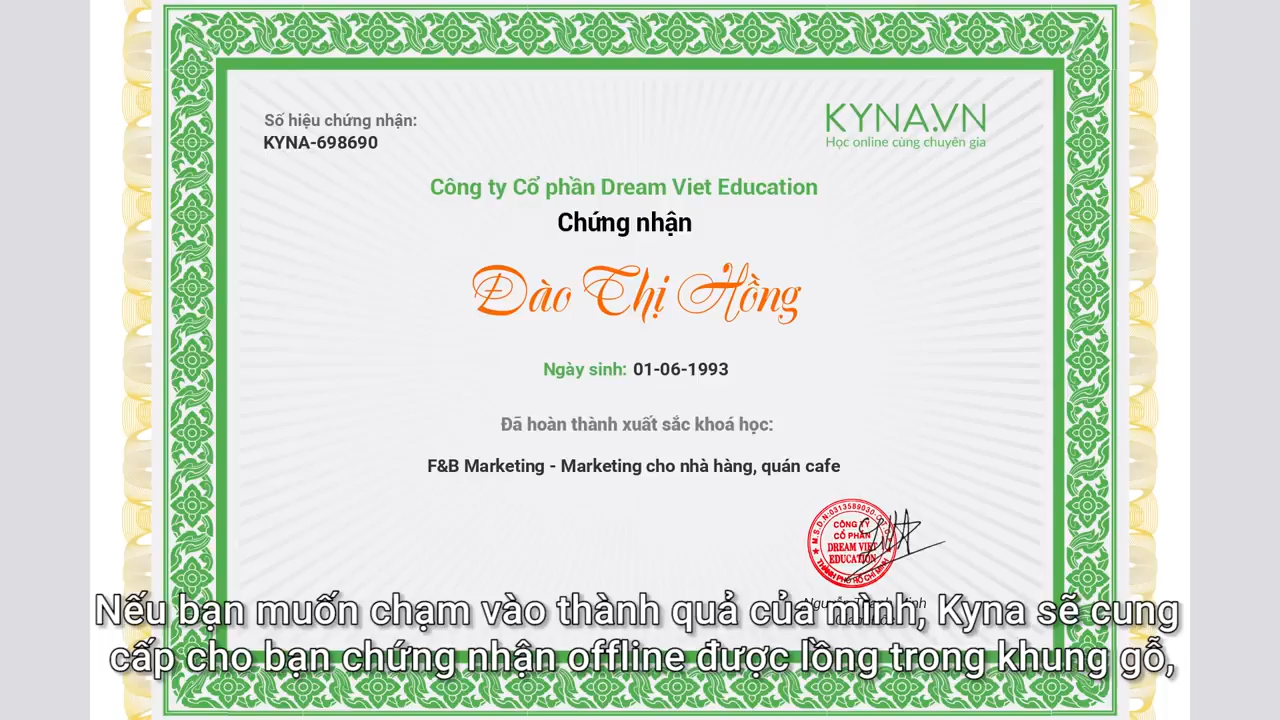 Số hiệu chứng nhận:
KYNA-698690
KYNA.VN
Học online cùng chuyên gia
Công ty Cổ phần Dream Viet Education
Chứng nhận
Đào Thị Hồng
Ngày sinh: 01-06-1993
Đã hoàn thành xuất sắc khoá học:
F&B Marketing - Marketing cho nhà hàng, quán cafe
CÔNG TY
CỔ PHẦN
DREAM VIET
EDUCATION
Nếu bạn muốn chạm vào thành quả của mình, Kyna sẽ cung
cấp cho bạn chứng nhận offline được lồng trong khung gỗ,